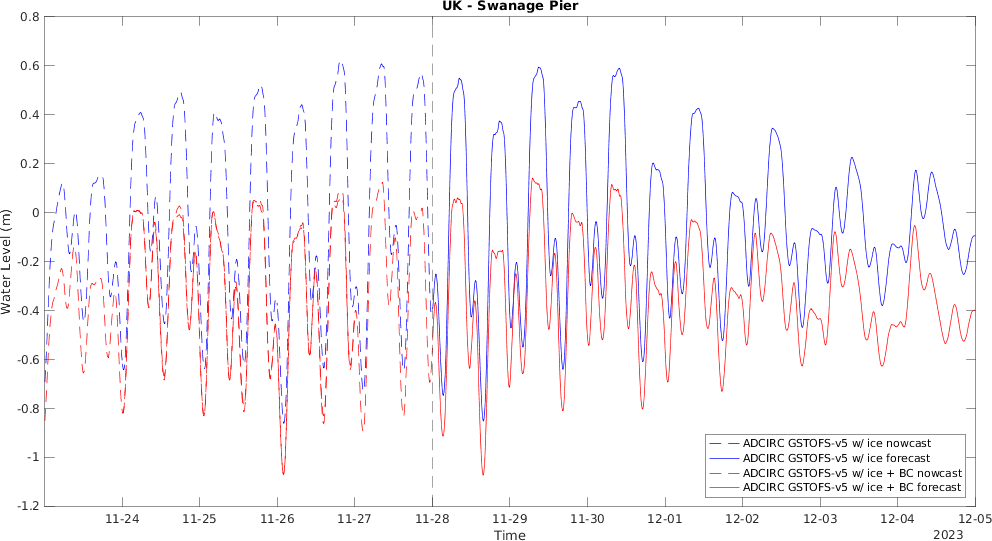 UK - Swanage Pier
0.8
0.6
0.4
0.2
0
-0.2
-0.4
-0.6
-0.8
-1
-1.2
Water Level (m)
ADCIRC GSTOFS-v5 w/ ice nowcast
ADCIRC GSTOFS-v5 w/ ice forecast
ADCIRC GSTOFS-v5 w/ ice + BC nowcast
ADCIRC GSTOFS-v5 w/ ice + BC forecast
11-24 11-25 11-26 11-27 11-28 11-29 11-30 12-01 12-02 12-03 12-04 12-05
Time
2023